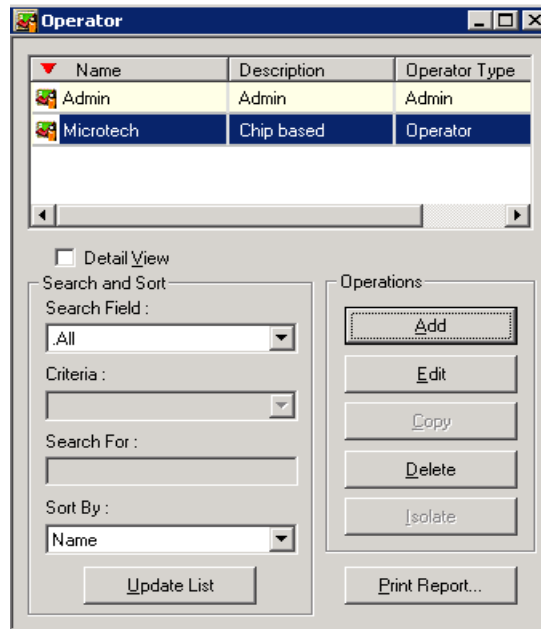 Operator
Name Description Operator Type
Admin Admin Admin
Microtech Chip based Operator
Detail View
Search and Sort
Search Field :
.All
Criteria :
Search For :
Sort By :
Name
Update List
Operations
Add
Edit
Copy
Delete
Isolate
Print Report...